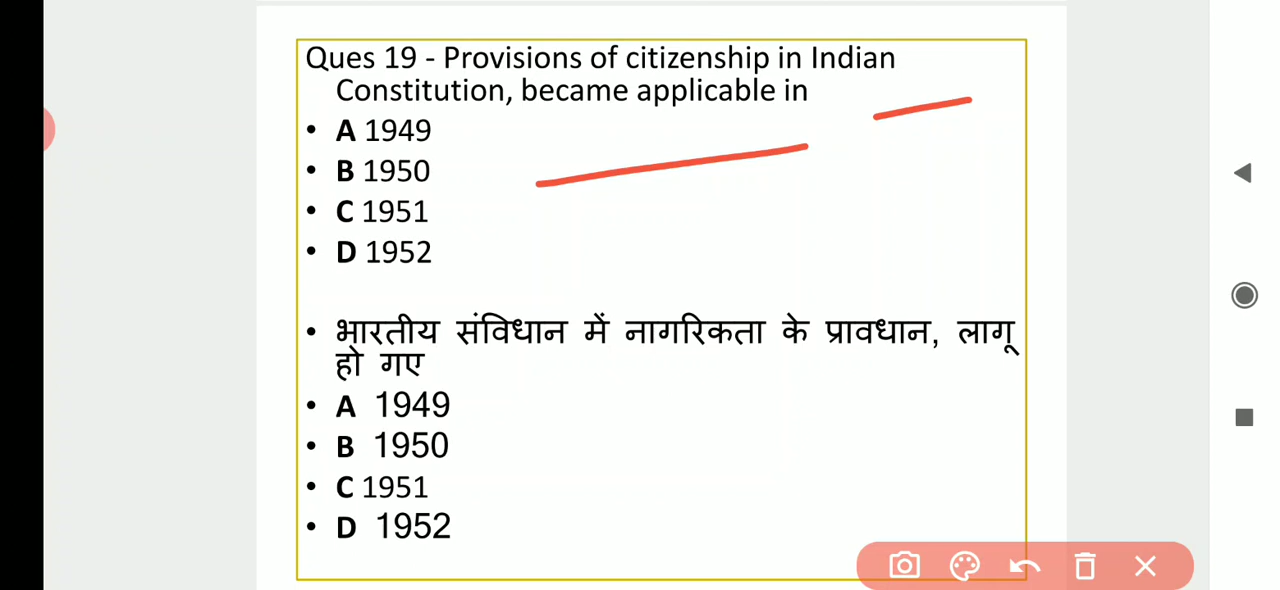 Ques 19 - Provisions of citizenship in Indian
Constitution, became applicable in
• A 1949
• B 1950
• C 1951
• D 1952
• भारतीय संविधान में नागरिकता के प्रावधान, लागू
हो गए
• A 1949
• B 1950
• C 1951
• D 1952